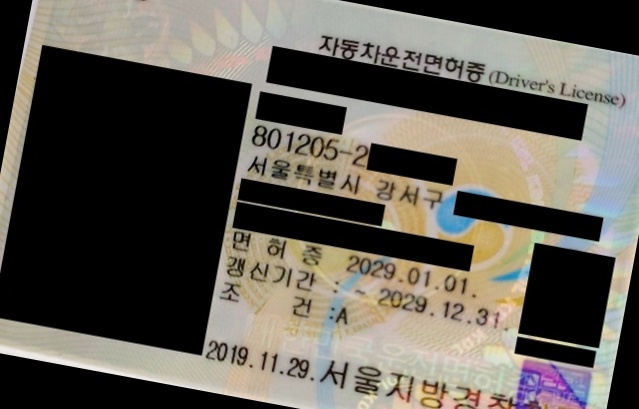 자동차운전면허증 (Driver's License)
801205-2
서울특별시 강서구
면 허 증 2029.01.01.
갱신기간 : ~ 2029.12.31.
조 건 :A
2019.11.29. 서울지방경찰